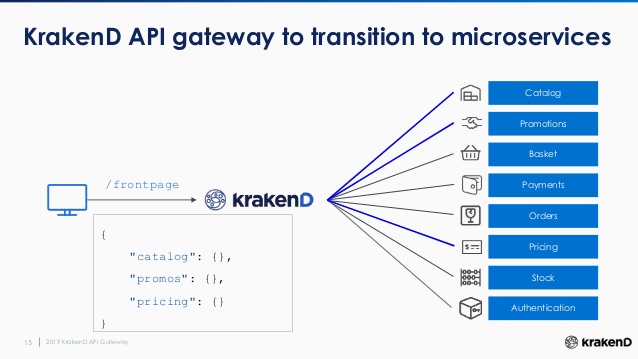 KrakenD API gateway to transition to microservices
/frontpage
krakenD
{
"catalog": {},
"promos": {},
"pricing": {}
}
Catalog
Promotions
Basket
Payments
Orders
Pricing
Stock
Authentication
15 | 2019 KrakenD API Gateway
krakenD